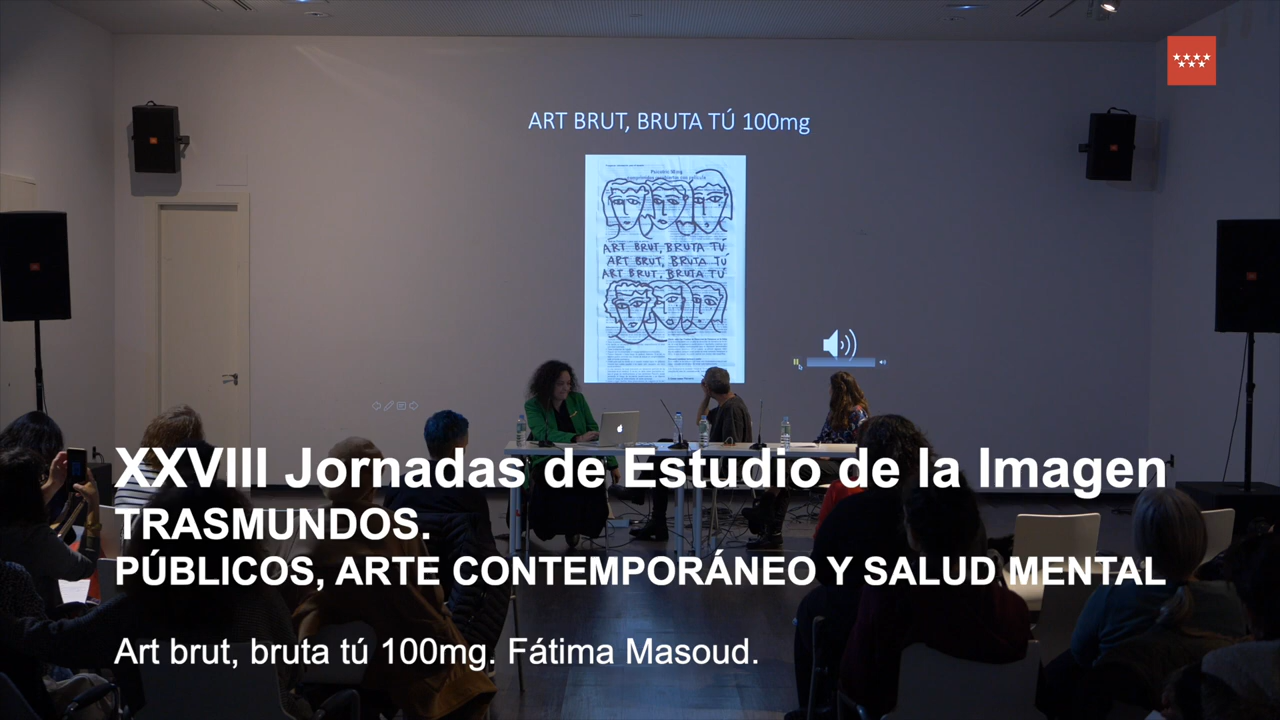 ART BRUT, BRUTA TÚ 100mg
ART BRUT, BRUTA TÚ
ART BRUT, BRUTA TÚ
ART BRUT, BRUTA TÚ
XXVIII Jornadas de Estudio de la Imagen
TRASMUNDOS.
PÚBLICOS, ARTE CONTEMPORÁNEO Y SALUD MENTAL
Art brut, bruta tú 100mg. Fátima Masoud.